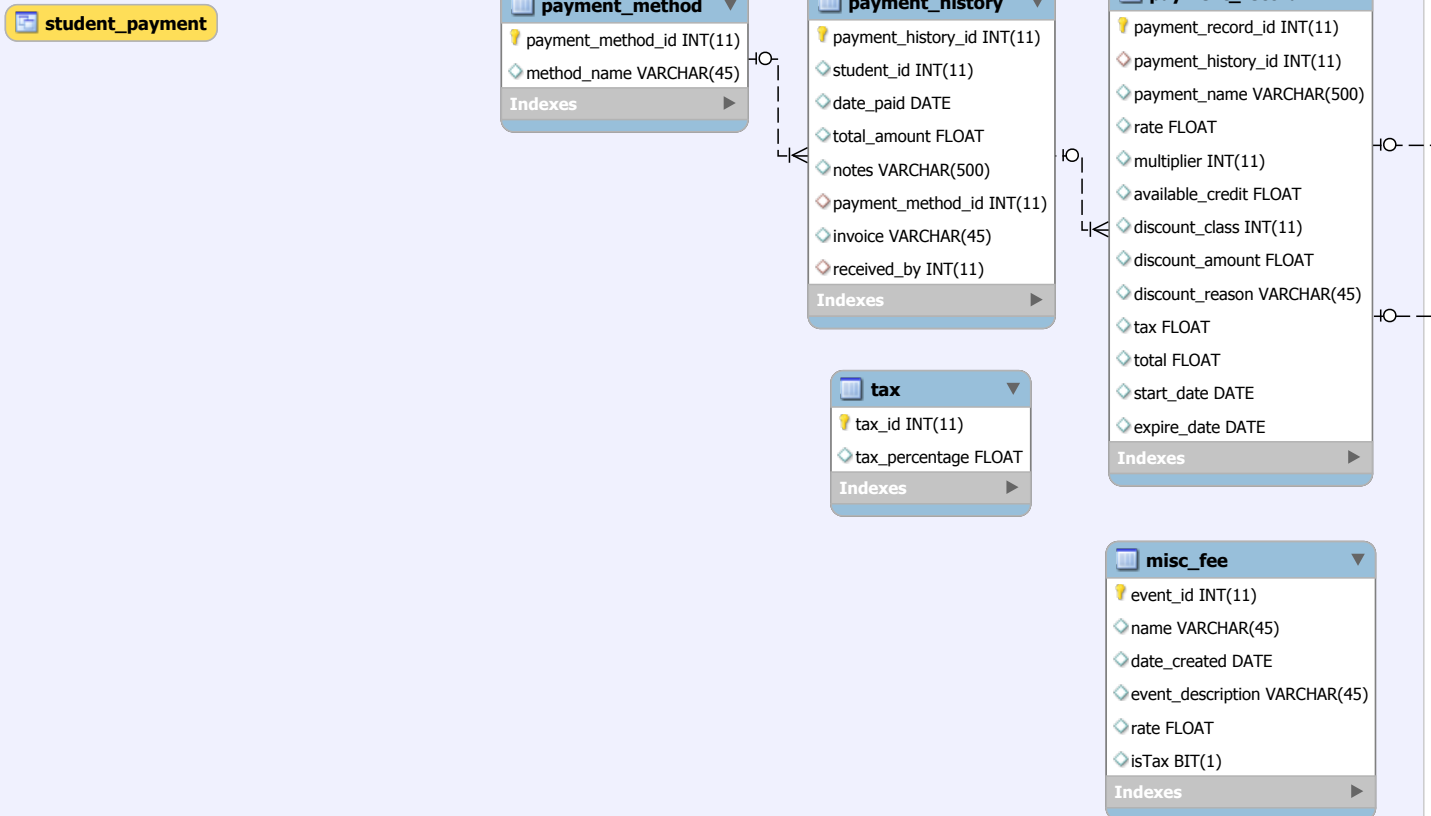 student_payment
payment_method
payment_method_id INT(11)
method_name VARCHAR(45)
Indexes
payment_history
payment_history_id INT(11)
student_id INT(11)
date_paid DATE
total_amount FLOAT
notes VARCHAR(500)
payment_method_id INT(11)
invoice VARCHAR(45)
received_by INT(11)
Indexes
payment_record_id INT(11)
payment_history_id INT(11)
payment_name VARCHAR(500)
rate FLOAT
multiplier INT(11)
available_credit FLOAT
discount_class INT(11)
discount_amount FLOAT
discount_reason VARCHAR(45)
tax FLOAT
total FLOAT
start_date DATE
expire_date DATE
Indexes
tax
tax_id INT(11)
tax_percentage FLOAT
Indexes
misc_fee
event_id INT(11)
name VARCHAR(45)
date_created DATE
event_description VARCHAR(45)
rate FLOAT
isTax BIT(1)
Indexes